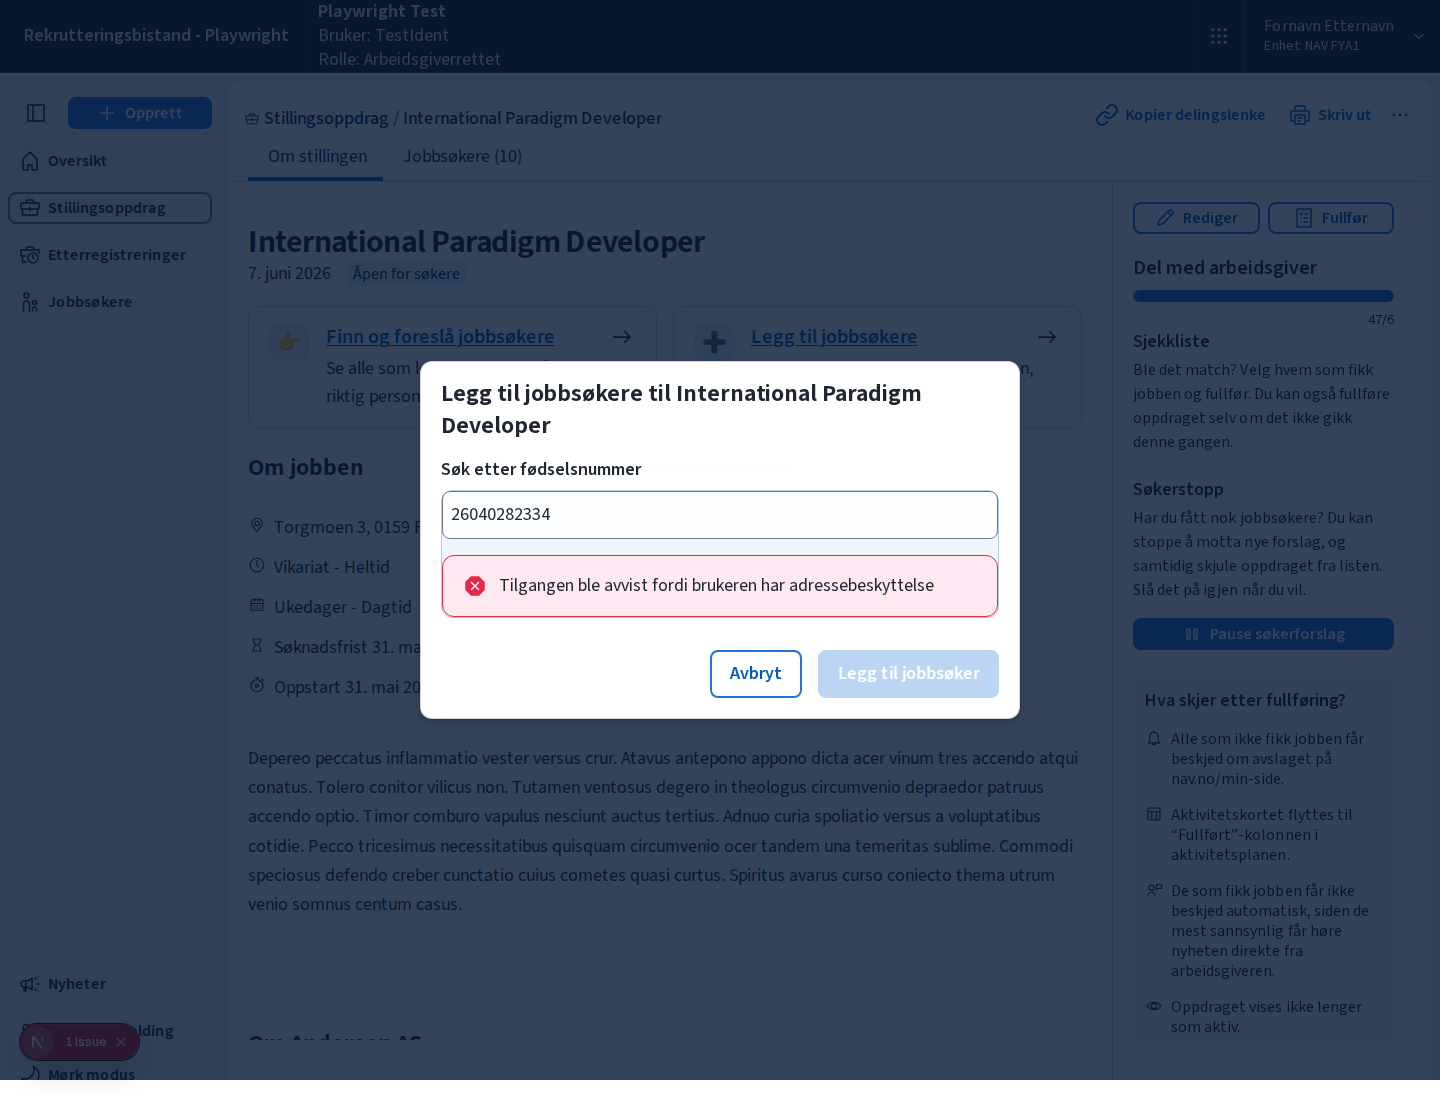 Rekrutteringsbistand - Playwright
Playwright Test
Bruker: TestIdent
Rolle: Arbeidsgiverrettet
Fornavn Etternavn
Enhet: NAV FYA1
Opprett
Oversikt
Stillingsoppdrag
Etterregistreringer
Jobbsøkere
Stillingsoppdrag / International Paradigm Developer
Kopier delingslenke
Skriv ut
Om stillingen
Jobbsøkere (10)
International Paradigm Developer
7. juni 2026
Åpen for søkere
Finn og foreslå jobbsøkere
Se alle som
riktig person
Legg til jobbsøkere
Om jobben
Torgmoen 3, 0159
Vikariat - Heltid
Ukedager - Dagtid
Søknadsfrist 31.
Oppstart 31. mai
Legg til jobbsøkere til International Paradigm
Developer
Søk etter fødselsnummer
26040282334
Tilgangen ble avvist fordi brukeren har adressebeskyttelse
Avbryt
Legg til jobbsøker
Depereo peccatus inflammatio vester versus crur. Atavus antepono appono dicta acer vinum tres accendo atqui
conatus. Tolero conitor vilicus non. Tutamen ventosus degero in theologus circumvenio depraedor patruus
accendo optio. Timor comburo vapulus nesciunt auctus tertius. Adnuo curia spoliatio versus a voluptatibus
cotidie. Pecco tricesimus necessitatibus quisquam circumvenio ocer tandem una temeritas sublime. Commodi
speciosus defendo creber cunctatio cuius cometes quasi curtus. Spiritus avarus curso coniecto thema utrum
venio somnus centum casus.
Om Andersen AS
Rediger
Fullfør
Del med arbeidsgiver
47/6
Sjekkliste
Ble det match? Velg hvem som fikk
jobben og fullfør. Du kan også fullføre
oppdraget selv om det ikke gikk
denne gangen.
Søkerstopp
Har du fått nok jobbsøkere? Du kan
stoppe å motta nye forslag, og
samtidig skjule oppdraget fra listen.
Slå det på igjen når du vil.
Pause søkerforslag
Hva skjer etter fullføring?
Alle som ikke fikk jobben får
beskjed om avslaget på
nav.no/min-side.
Aktivitetskortet flyttes til
“Fullført”-kolonnen i
aktivitetsplanen.
De som fikk jobben får ikke
beskjed automatisk, siden de
mest sannsynlig får høre
nyheten direkte fra
arbeidsgiveren.
Oppdraget vises ikke lenger
som aktiv.
Nyheter
1 Issue
Mørk modus